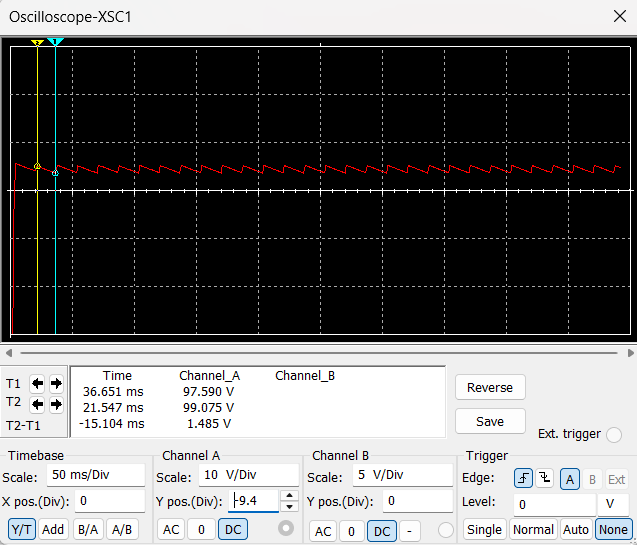 Oscilloscope-XSC1
2 1
Time Channel_A Channel_B
T1 36.651 ms 97.590 V
T2 21.547 ms 99.075 V
T2-T1 -15.104 ms 1.485 V
Reverse
Save
Ext. trigger
Timebase
Scale: 50 ms/Div
X pos.(Div): 0
Y/T Add B/A A/B
Channel A
Scale: 10 V/Div
Y pos.(Div): -9.4
AC 0 DC
Channel B
Scale: 5 V/Div
Y pos.(Div): 0
AC 0 DC -
Trigger
Edge: A B Ext
Level: 0 V
Single Normal Auto None